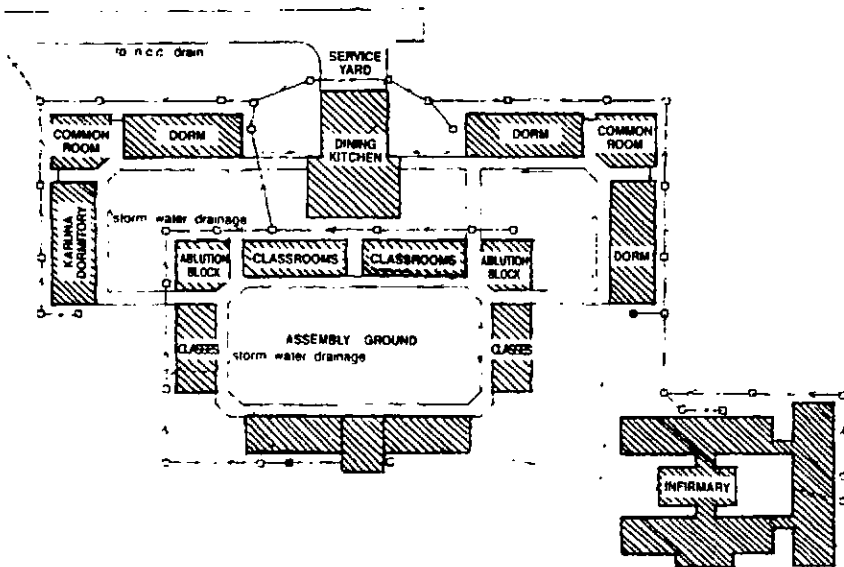 to n.c.c. drain
SERVICE
YARD
COMMON
ROOM
DORM
DINING
KITCHEN
DORM
COMMON
ROOM
KARUNA
DORMITORY
storm water drainage
ABLUTION
BLOCK
CLASSROOMS
CLASSROOMS
ABLUTION
BLOCK
DORM
CLASSES
ASSEMBLY GROUND
storm water drainage
CLASSES
INFIRMARY